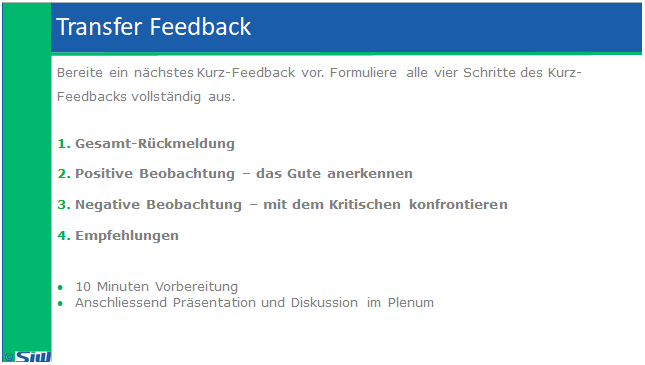 Transfer Feedback
Bereite ein nächstes Kurz-Feedback vor. Formuliere alle vier Schritte des Kurz-
Feedbacks vollständig aus.
1. Gesamt-Rückmeldung
2. Positive Beobachtung – das Gute anerkennen
3. Negative Beobachtung – mit dem Kritischen konfrontieren
4. Empfehlungen
• 10 Minuten Vorbereitung
• Anschliessend Präsentation und Diskussion im Plenum
© SIW